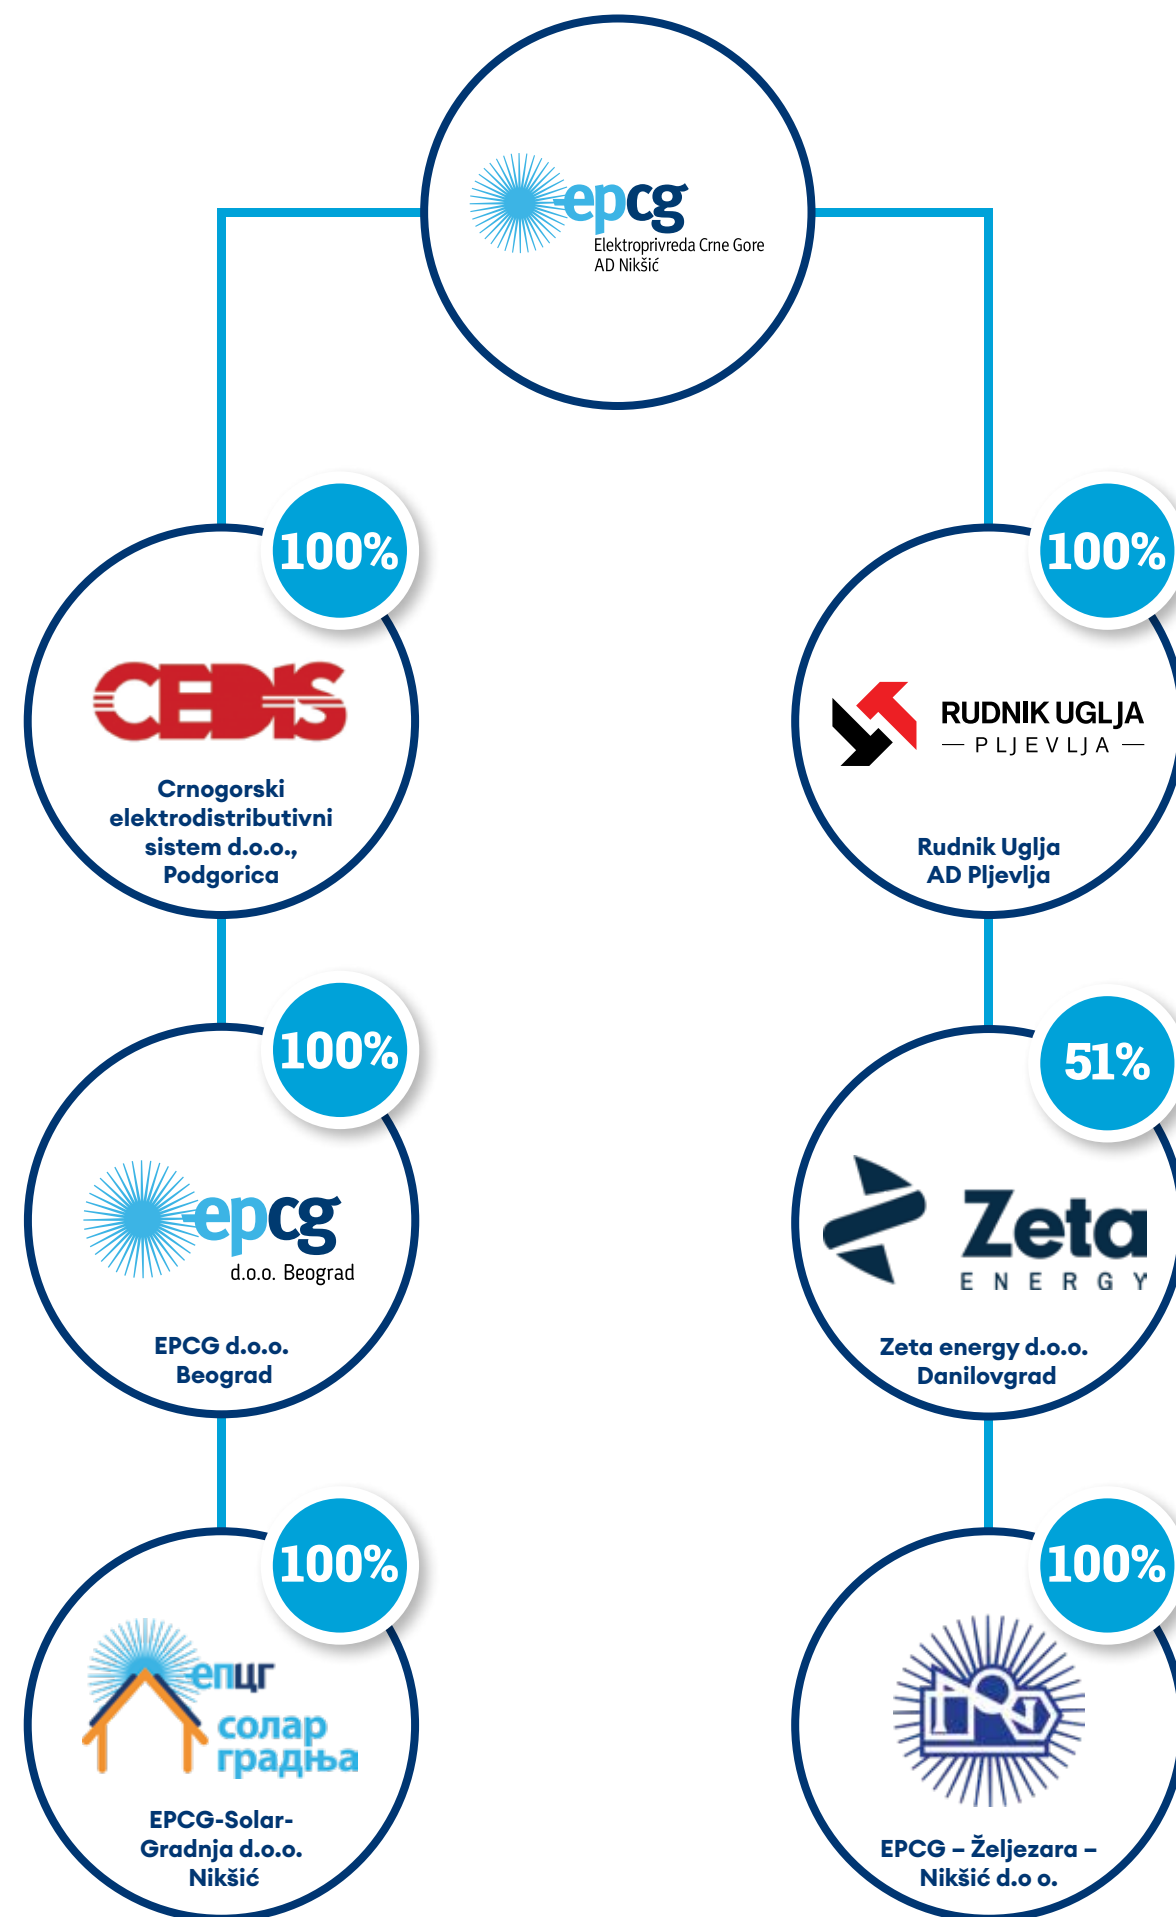 epcg
Elektroprivreda Crne Gore
AD Nikšić
100%
CEDIS
Crnogorski
elektrodistributivni
sistem d.o.o.,
Podgorica
100%
RUDNIK UGLJA
PLJEVLJA
Rudnik Uglja
AD Pljevlja
100%
epcg
d.o.o. Beograd
EPCG d.o.o.
Beograd
51%
Zeta
ENERGY
Zeta energy d.o.o.
Danilovgrad
100%
епцг
солар
градња
EPCG-Solar-
Gradnja d.o.o.
Nikšić
100%
EPCG – Željezara –
Nikšić d.o o.